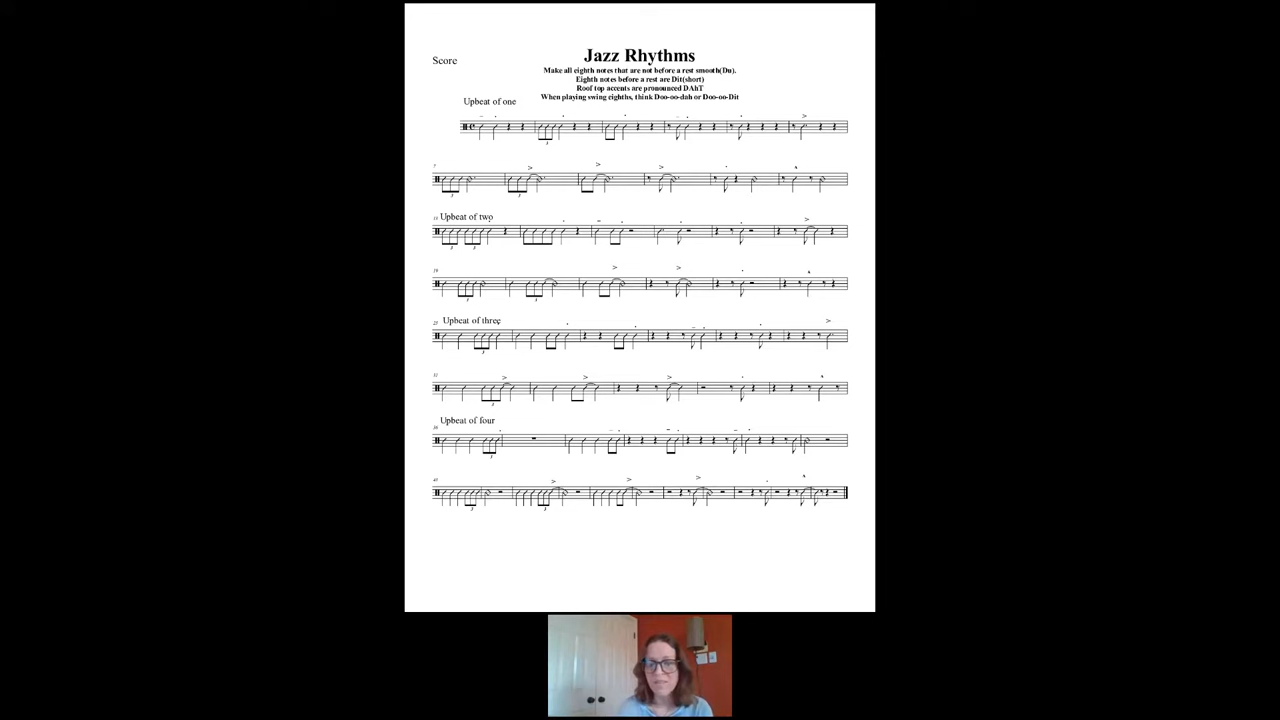 Jazz Rhythms
Score
Make all eighth notes that are not before a rest smooth(Du).
Eighth notes before a rest are Dit(short)
Roof top accents are pronounced DAhT
When playing swing eighths, think Doo-oo-dah or Doo-oo-Dit
Upbeat of one
Upbeat of two
Upbeat of three
Upbeat of four